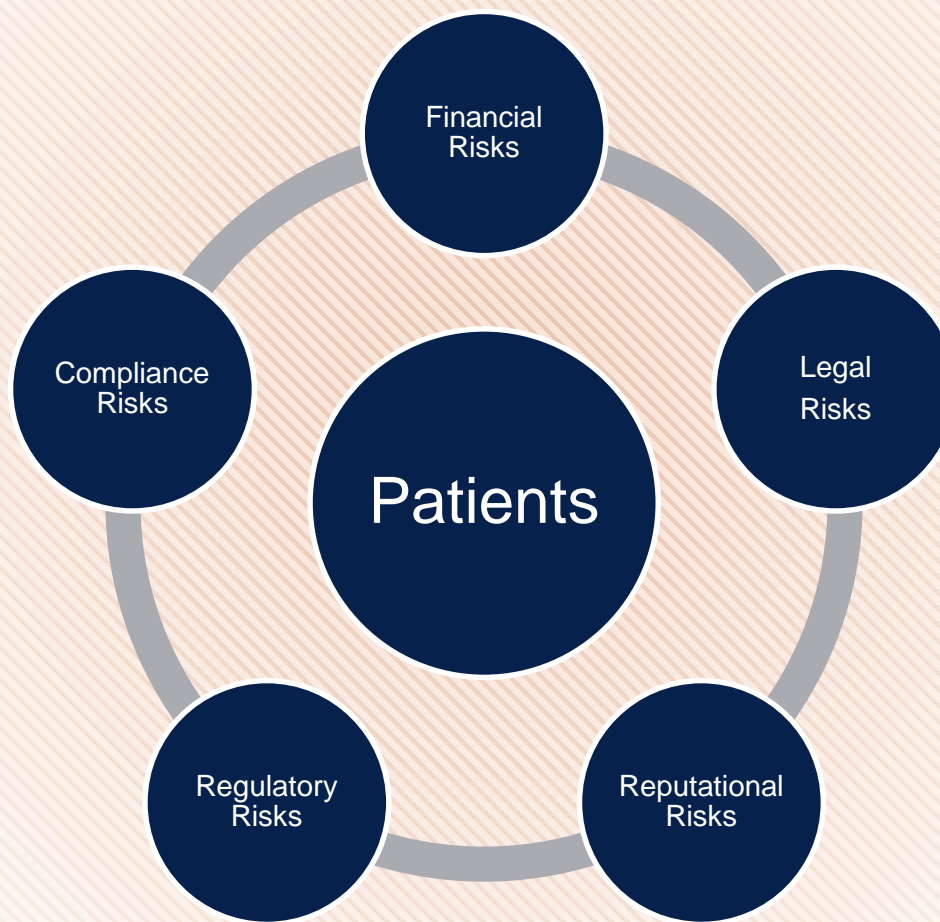 Financial
Risks
Compliance
Risks
Legal
Risks
Patients
Regulatory
Risks
Reputational
Risks